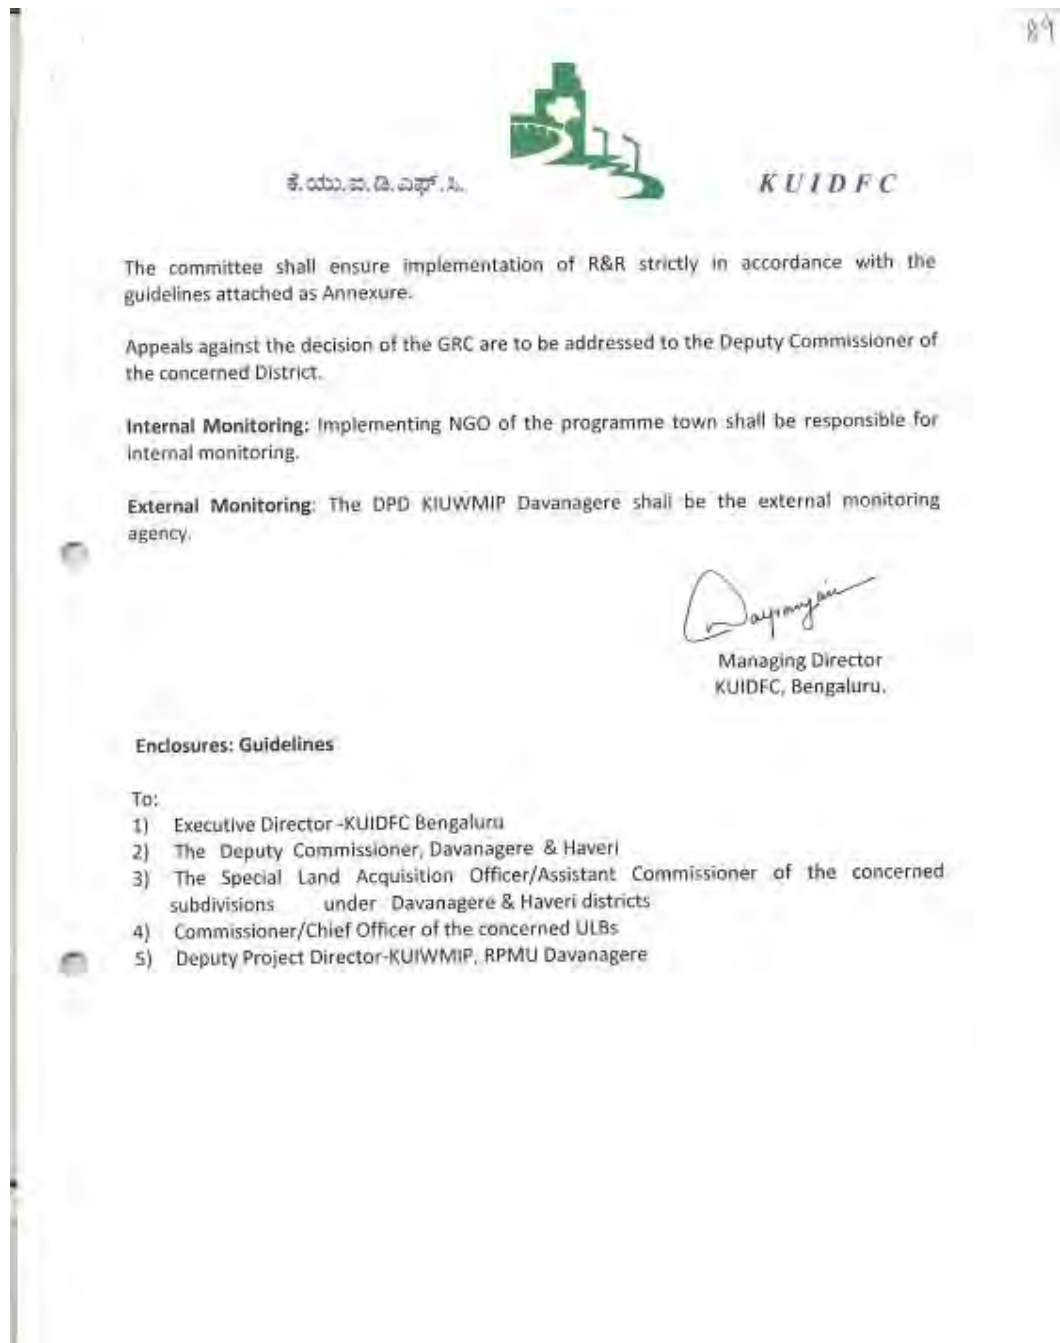 89
ಕೆ.ಯು.ಐ.ಡಿ.ಎಫ್.ಸಿ.
KUIDFC
The committee shall ensure implementation of R&R strictly in accordance with the
guidelines attached as Annexure.
Appeals against the decision of the GRC are to be addressed to the Deputy Commissioner of
the concerned District.
Internal Monitoring: Implementing NGO of the programme town shall be responsible for
internal monitoring.
External Monitoring: The DPD KIUWMIP Davanagere shall be the external monitoring
agency.
Managing Director
KUIDFC, Bengaluru.
Enclosures: Guidelines
To:
1) Executive Director -KUIDFC Bengaluru
2) The Deputy Commissioner, Davanagere & Haveri
3) The Special Land Acquisition Officer/Assistant Commissioner of the concerned
subdivisions under Davanagere & Haveri districts
4) Commissioner/Chief Officer of the concerned ULBs
5) Deputy Project Director-KUIWMIP, RPMU Davanagere